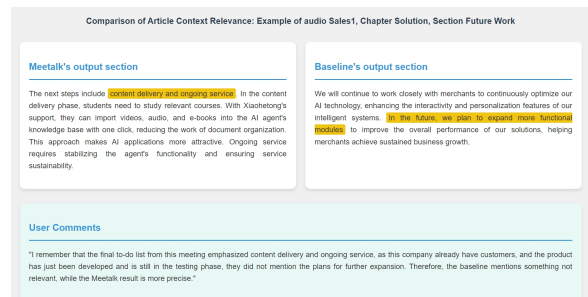 Comparison of Article Context Relevance: Example of audio Sales1, Chapter Solution, Section Future Work
Meetalk's output section
The next steps include content delivery and ongoing service. In the content
delivery phase, students need to study relevant courses. With Xiaohetong's
support, they can import videos, audio, and e-books into the AI agent's
knowledge base with one click, reducing the work of document organization.
This approach makes AI applications more attractive. Ongoing service
requires stabilizing the agent's functionality and ensuring service
sustainability.
Baseline's output section
We will continue to work closely with merchants to continuously optimize our
AI technology, enhancing the interactivity and personalization features of our
intelligent systems. In the future, we plan to expand more functional
modules to improve the overall performance of our solutions, helping
merchants achieve sustained business growth.
User Comments
"I remember that the final to-do list from this meeting emphasized content delivery and ongoing service, as this company already have customers, and the product
has just been developed and is still in the testing phase, they did not mention the plans for further expansion. Therefore, the baseline mentions something not
relevant, while the Meetalk result is more precise."